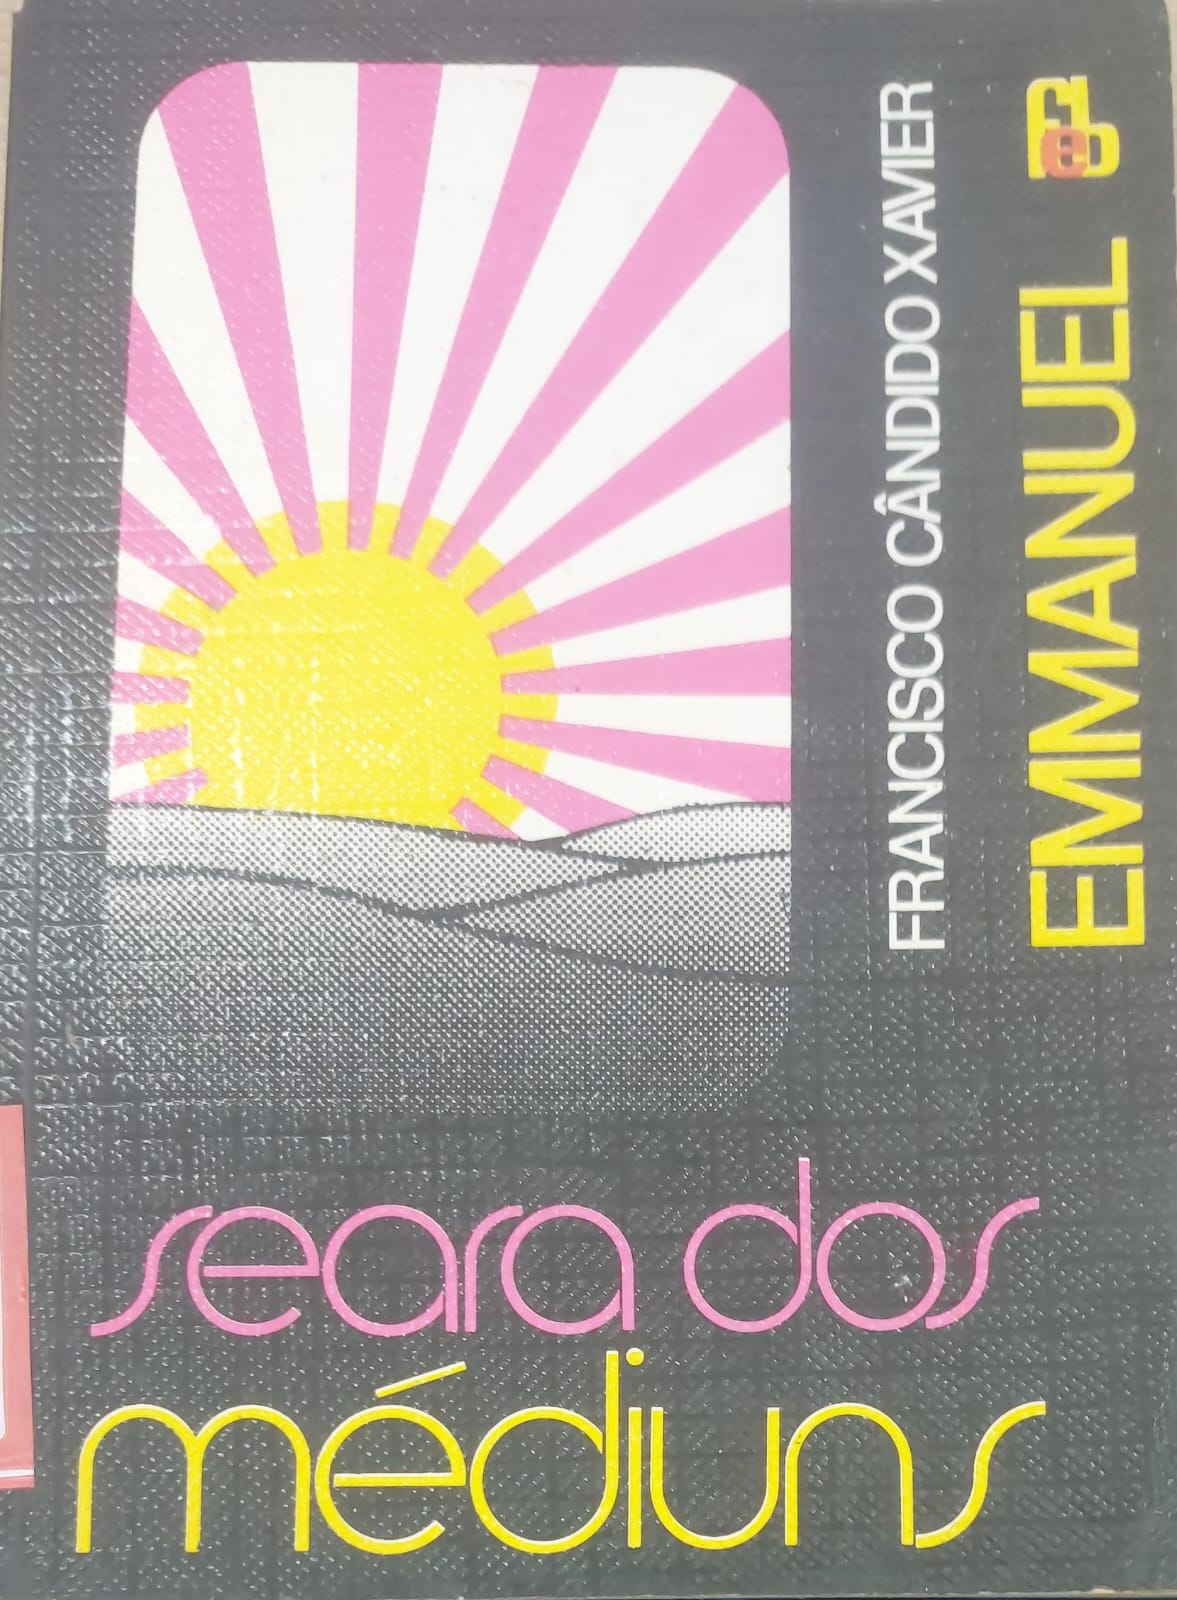 FRANCISCO CÂNDIDO XAVIER
EMMANUEL
seara dos
médiuns